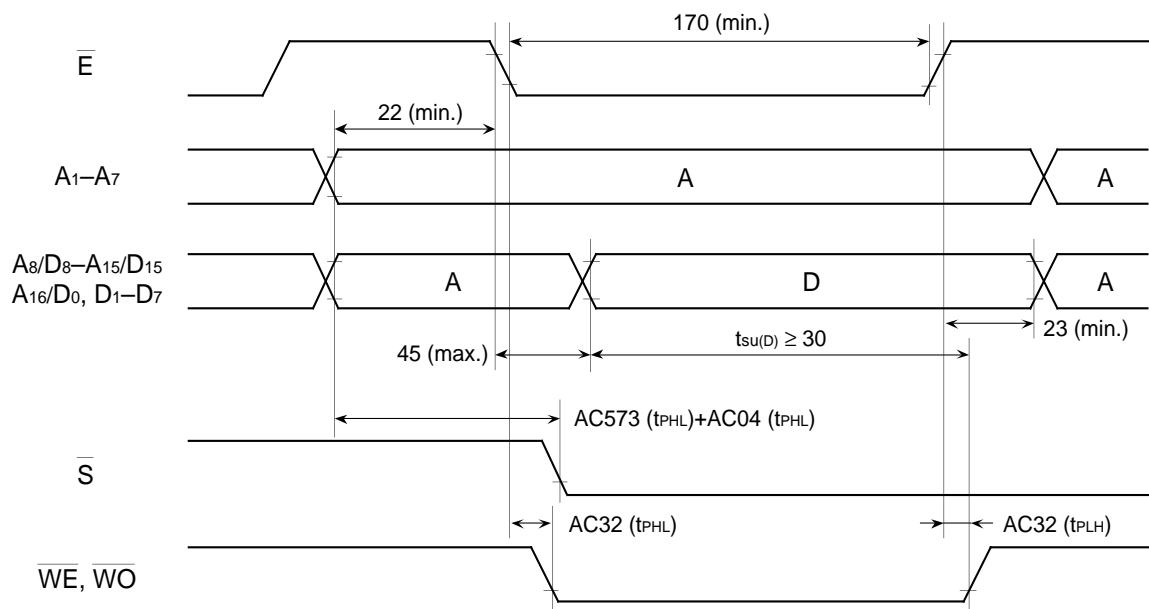 170 (min.)
E
22 (min.)
A1–A7
A
A
A8/D8–A15/D15
A16/D0, D1–D7
A
D
A
45 (max.)
tsu(D) ≥ 30
23 (min.)
AC573 (tPHL)+AC04 (tPHL)
S
AC32 (tPHL)
AC32 (tPLH)
WE, WO